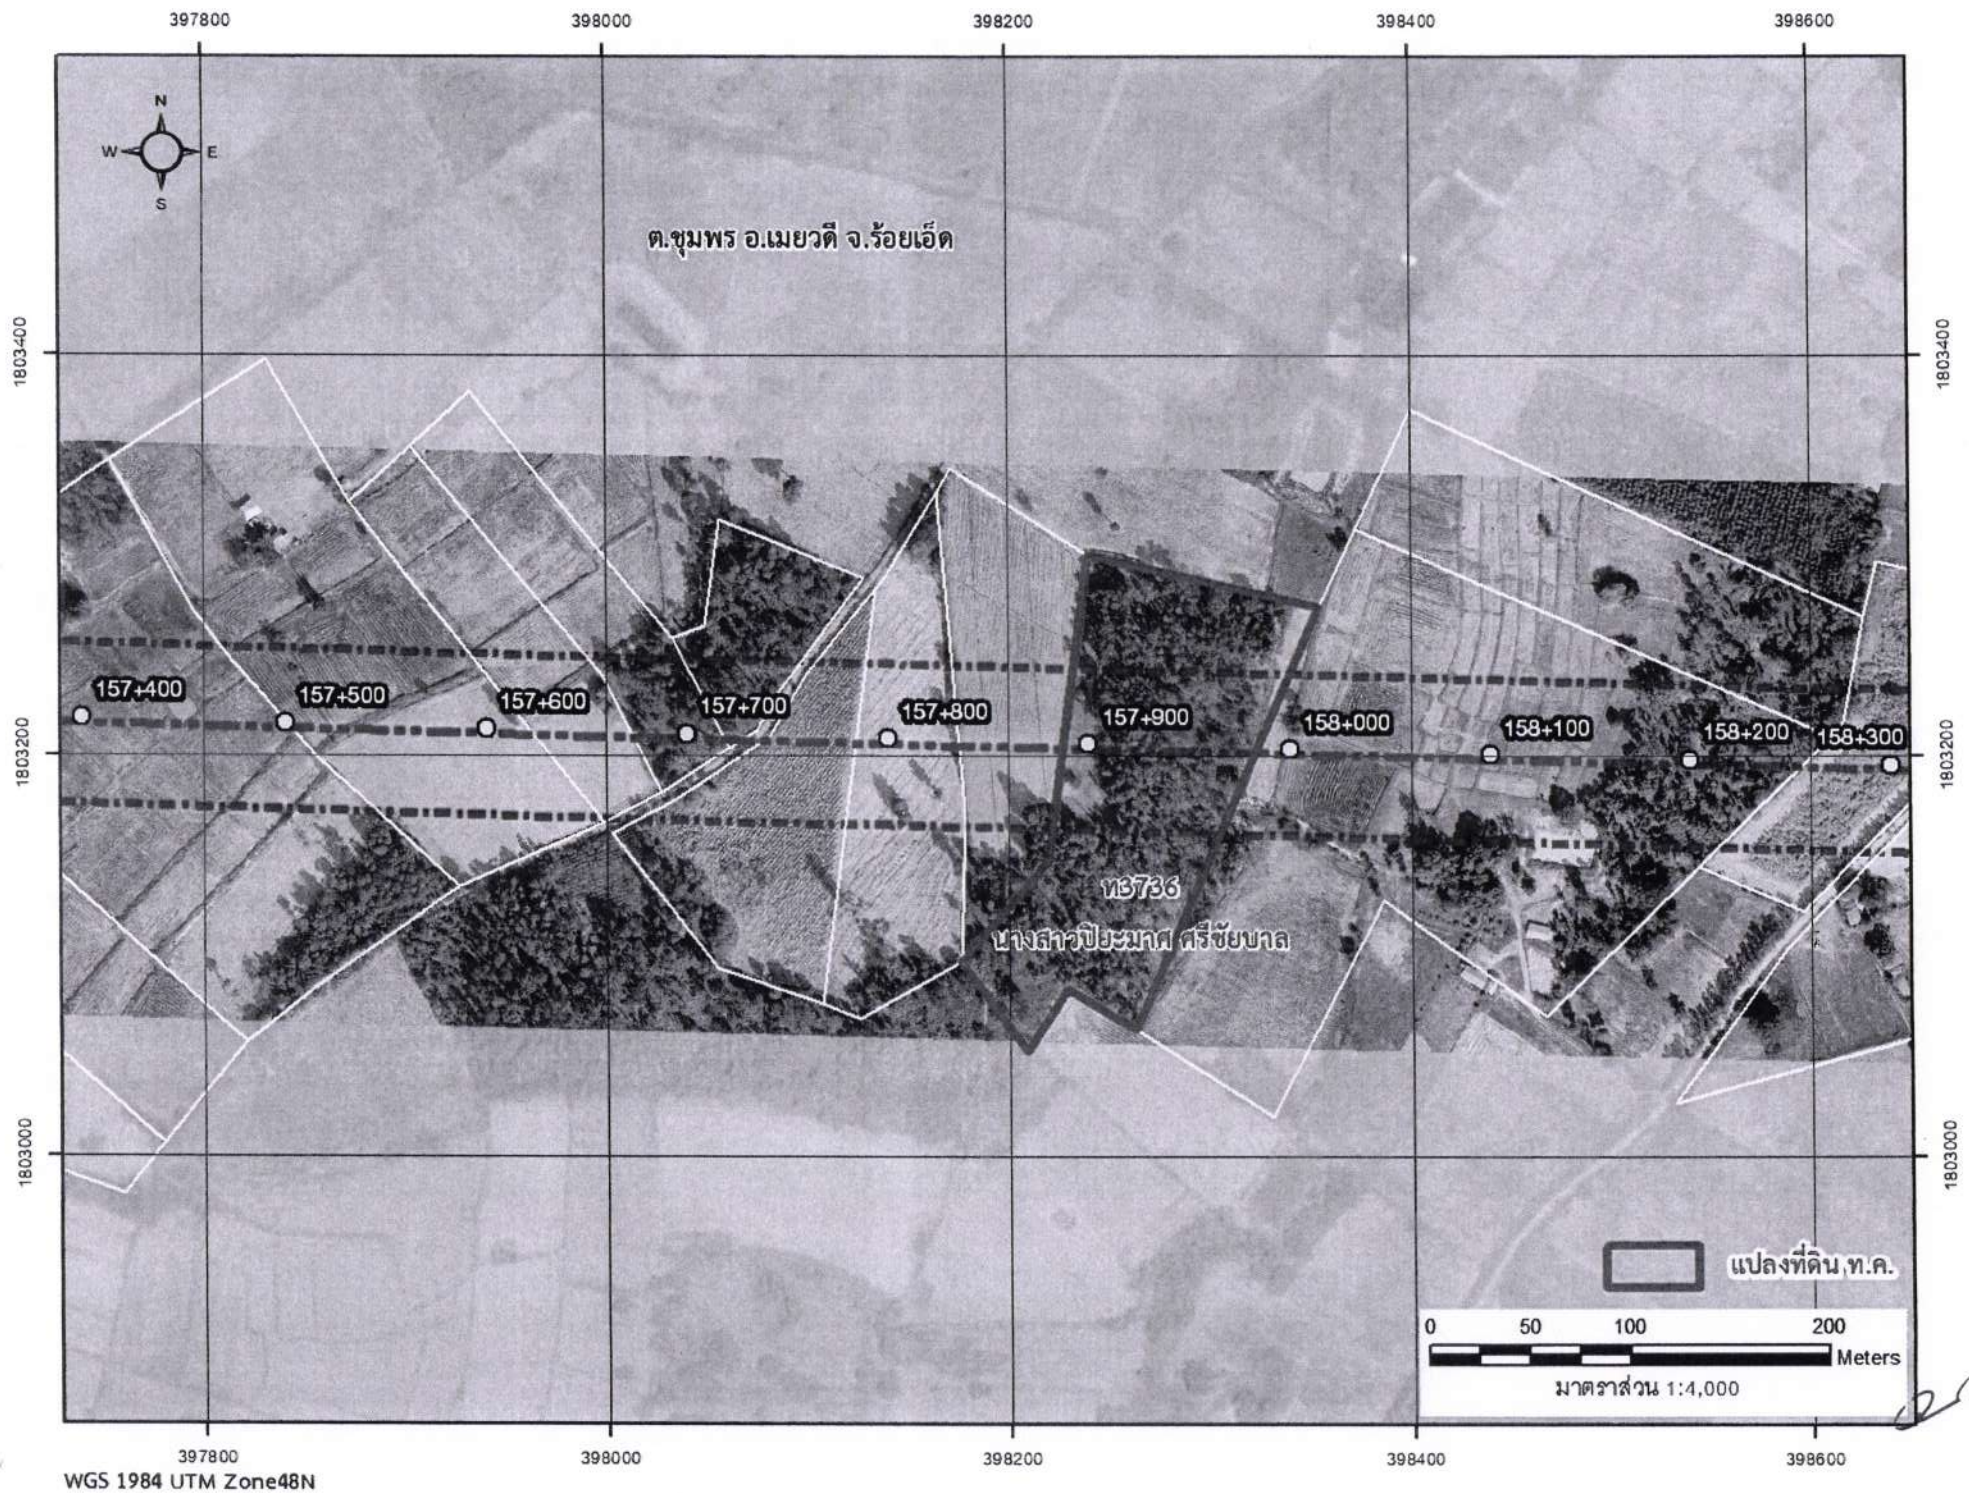 397800 398000 398200 398400 398600
N
W E
S
ต.ชุมพร อ.เมยวดี จ.ร้อยเอ็ด
1803400 1803400
157+400 157+500 157+600 157+700 157+800 157+900 158+000 158+100 158+200 158+300
1803200 1803200
ท3736
นางสาวปิยะมาศ ศรีชัยบาล
1803000 1803000
แปลงที่ดิน ท.ค.
0 50 100 200
Meters
มาตราส่วน 1:4,000
397800 398000 398200 398400 398600
WGS 1984 UTM Zone48N